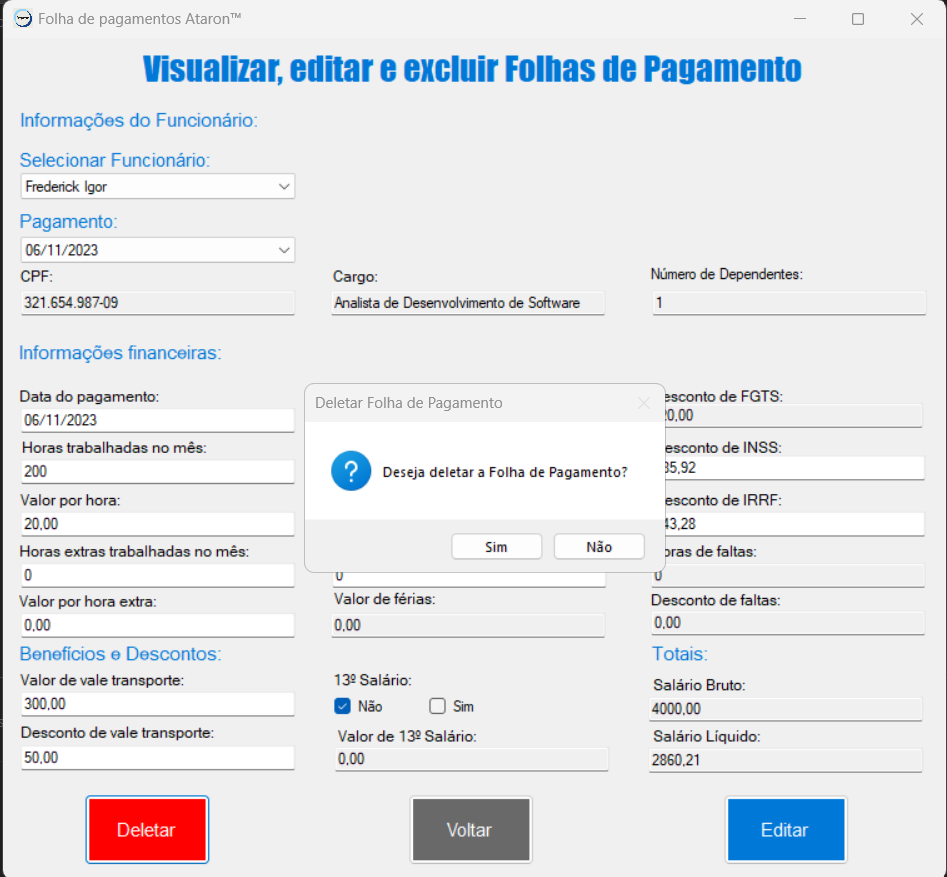 Folha de pagamentos Ataron™
Visualizar, editar e excluir Folhas de Pagamento
Informações do Funcionário:
Selecionar Funcionário:
Frederick Igor
Pagamento:
06/11/2023
CPF:
321.654.987-09
Cargo:
Analista de Desenvolvimento de Software
Número de Dependentes:
1
Informações financeiras:
Data do pagamento:
06/11/2023
Horas trabalhadas no mês:
200
Valor por hora:
20,00
Horas extras trabalhadas no mês:
0
Valor por hora extra:
0,00
Deletar Folha de Pagamento
Deseja deletar a Folha de Pagamento?
Sim
Não
0
Valor de férias:
0,00
esconto de FGTS:
20,00
esconto de INSS:
35,92
esconto de IRRF:
43,28
oras de faltas:
0
Desconto de faltas:
0,00
Benefícios e Descontos:
Valor de vale transporte:
300,00
Desconto de vale transporte:
50,00
13º Salário:
Não
Sim
Valor de 13º Salário:
0,00
Totais:
Salário Bruto:
4000,00
Salário Líquido:
2860,21
Deletar
Voltar
Editar